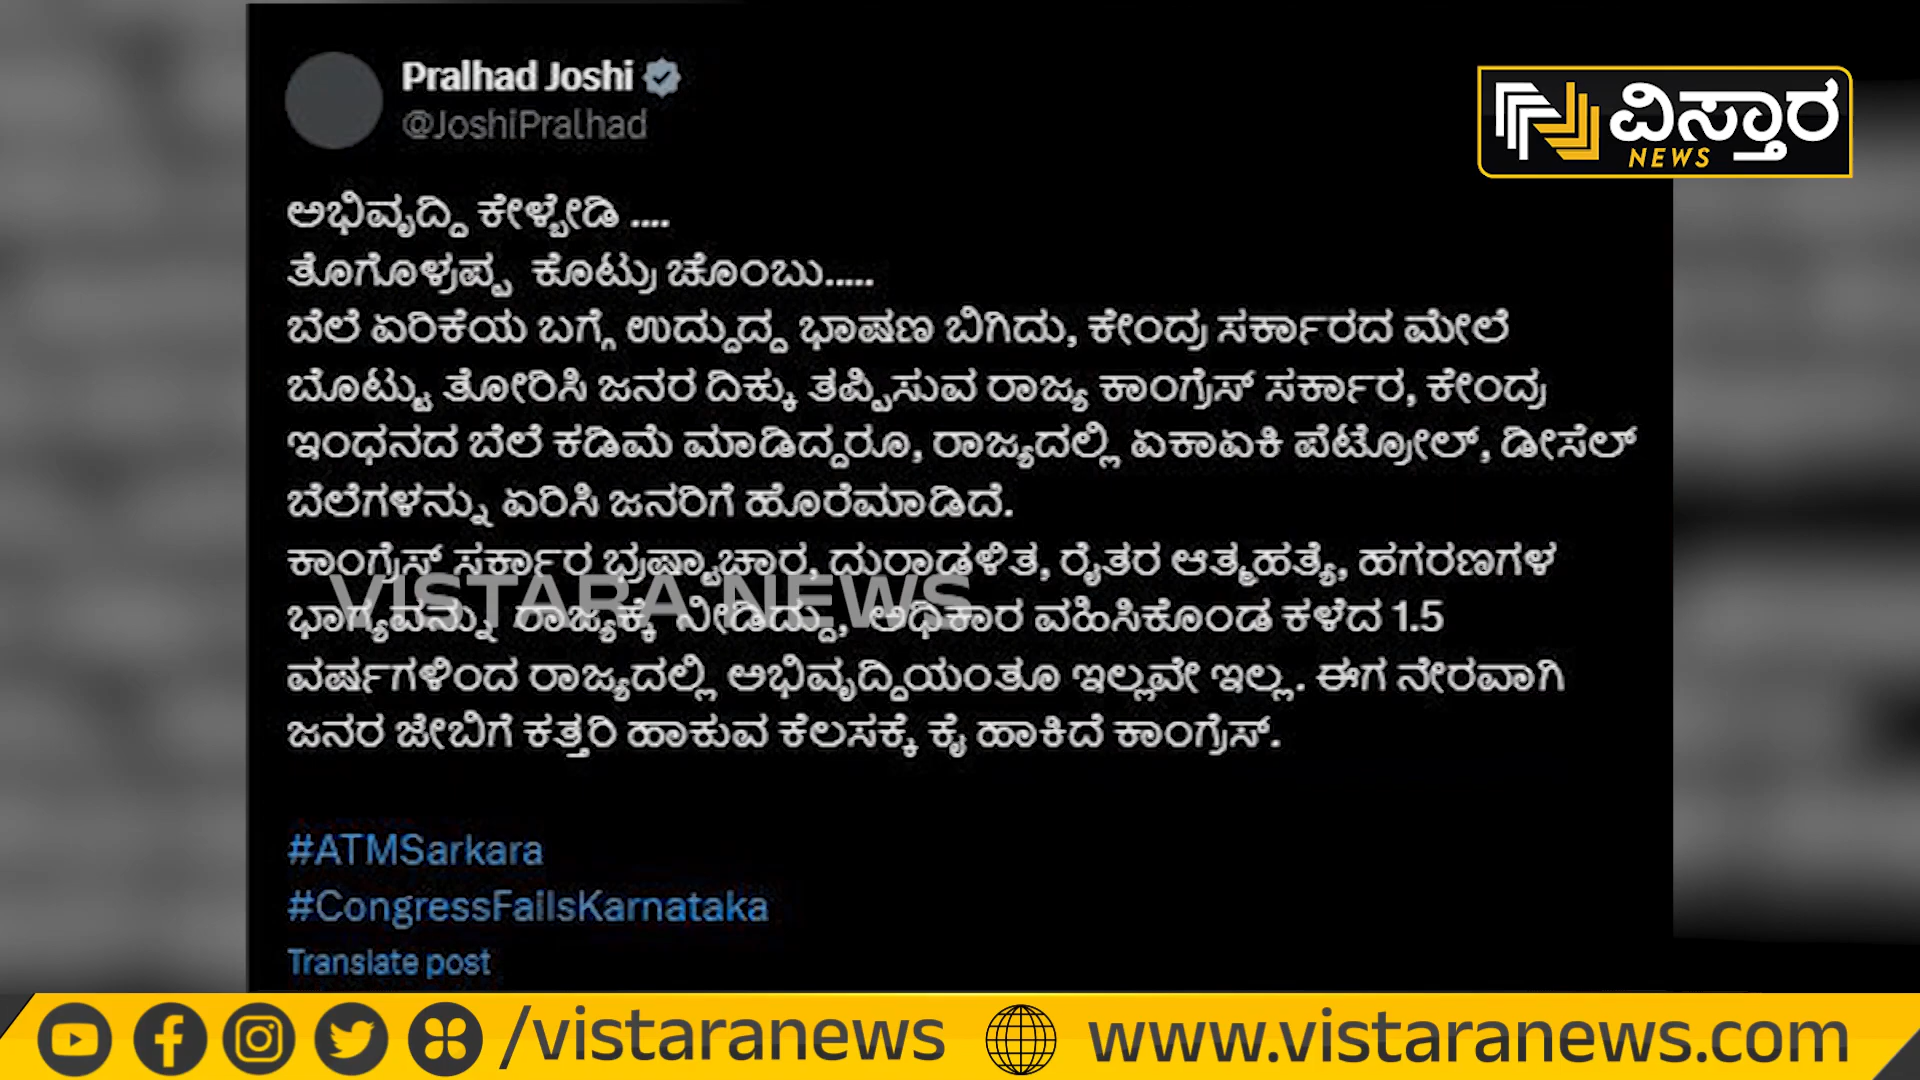 Pralhad Joshi
@JoshiPralhad
ವಿಸ್ತಾರ
NEWS
ಅಭಿವೃದ್ಧಿ ಕೇಳ್ಬೇಡಿ ....
ತೊಗೊಳ್ರಪ್ಪ ಕೊಟ್ರು ಚೊಂಬು.....
ಬೆಲೆ ಏರಿಕೆಯ ಬಗ್ಗೆ ಉದ್ದುದ್ದ ಭಾಷಣ ಬಿಗಿದು, ಕೇಂದ್ರ ಸರ್ಕಾರದ ಮೇಲೆ
ಬೊಟ್ಟು ತೋರಿಸಿ ಜನರ ದಿಕ್ಕು ತಪ್ಪಿಸುವ ರಾಜ್ಯ ಕಾಂಗ್ರೆಸ್ ಸರ್ಕಾರ, ಕೇಂದ್ರ
ಇಂಧನದ ಬೆಲೆ ಕಡಿಮೆ ಮಾಡಿದ್ದರೂ, ರಾಜ್ಯದಲ್ಲಿ ಏಕಾಏಕಿ ಪೆಟ್ರೋಲ್, ಡೀಸೆಲ್
ಬೆಲೆಗಳನ್ನು ಏರಿಸಿ ಜನರಿಗೆ ಹೊರೆಮಾಡಿದೆ.
ಕಾಂಗ್ರೆಸ್ ಸರ್ಕಾರ ಭ್ರಷ್ಟಾಚಾರ, ದುರಾಡಳಿತ, ರೈತರ ಆತ್ಮಹತ್ಯೆ, ಹಗರಣಗಳ
VISTARA NEWS
ಭಾಗ್ಯವನ್ನು ರಾಜ್ಯಕ್ಕೆ ನೀಡಿದ್ದು, ಅಧಿಕಾರ ವಹಿಸಿಕೊಂಡ ಕಳೆದ 1.5
ವರ್ಷಗಳಿಂದ ರಾಜ್ಯದಲ್ಲಿ ಅಭಿವೃದ್ಧಿಯಂತೂ ಇಲ್ಲವೇ ಇಲ್ಲ. ಈಗ ನೇರವಾಗಿ
ಜನರ ಜೇಬಿಗೆ ಕತ್ತರಿ ಹಾಕುವ ಕೆಲಸಕ್ಕೆ ಕೈ ಹಾಕಿದೆ ಕಾಂಗ್ರೆಸ್.
#ATMSarkara
#CongressFailsKarnataka
Translate post
/vistaranews www.vistaranews.com